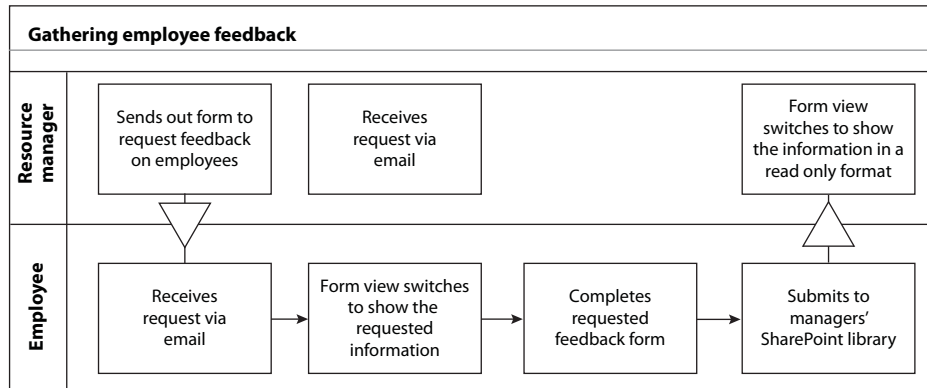 Gathering employee feedback
Resource
manager
Sends out form to
request feedback
on employees
Receives
request via
email
Form view
switches to show
the information in a
read only format
Employee
Receives
request via
email
Form view switches
to show the
requested
information
Completes
requested
feedback form
Submits to
managers’
SharePoint library